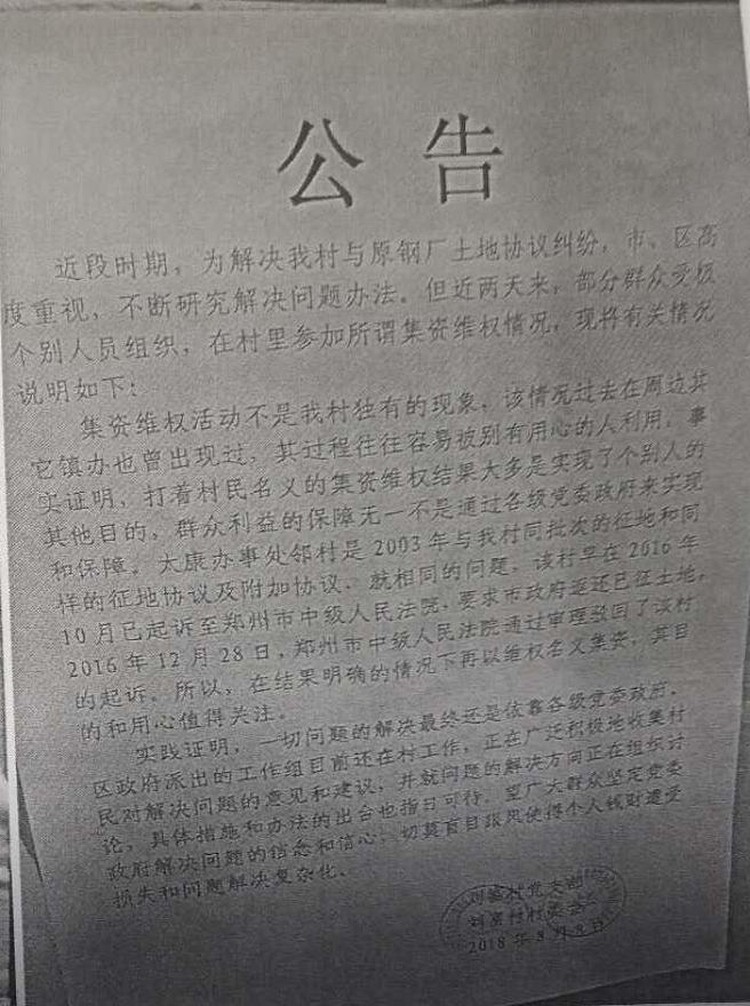 公告
近段时期，为解决我村与原钢厂土地协议纠纷，市、区高
度重视，不断研究解决问题办法。但近两天来，部分群众受极
个别人员组织，在村里参加所谓集资维权情况，现将有关情况
说明如下：
集资维权活动不是我村独有的现象，该情况过去在周边其
它镇办也曾出现过，其过程往往容易被别有用心的人利用，事
实证明，打着村民名义的集资维权结果大多是实现了个别人的
其他目的，群众利益的保障无一不是通过各级党委政府来实现
和保障。太康办事处邻村是2003年与我村同批次的征地和同
样的征地协议及附加协议，就相同的问题，该村早在2016年
10月已起诉至郑州市中级人民法院，要求市政府返还已征土地，
2016年12月28日，郑州市中级人民法院通过审理驳回了该村
的起诉。所以，在结果明确的情况下再以维权名义集资，其目
的和用心值得关注。
实践证明，一切问题的解决最终还是依靠各级党委政府。
区政府派出的工作组目前还在村工作，正在广泛积极地收集村
民对解决问题的意见和建议，并就问题的解决方向正在组织讨
论，具体措施和办法的出台也指日可待，望广大群众坚定党委
政府解决问题的信念和信心，切莫盲目跟风使得个人钱财遭受
损失和问题解决复杂化。
村党支部
村村委会
2018年8月8日